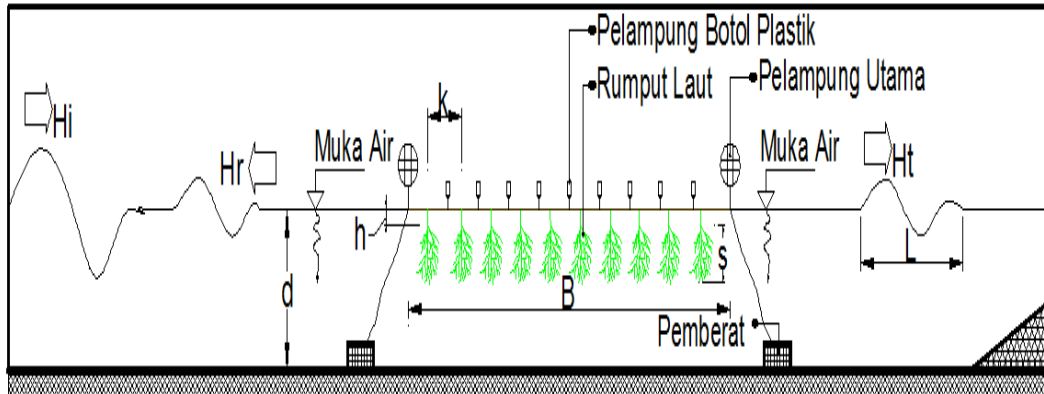 Pelampung Botol Plastik
Rumput Laut
Pelampung Utama
Hi
k
Hr
Muka Air
Muka Air
Ht
h
s
L
d
B
Pemberat